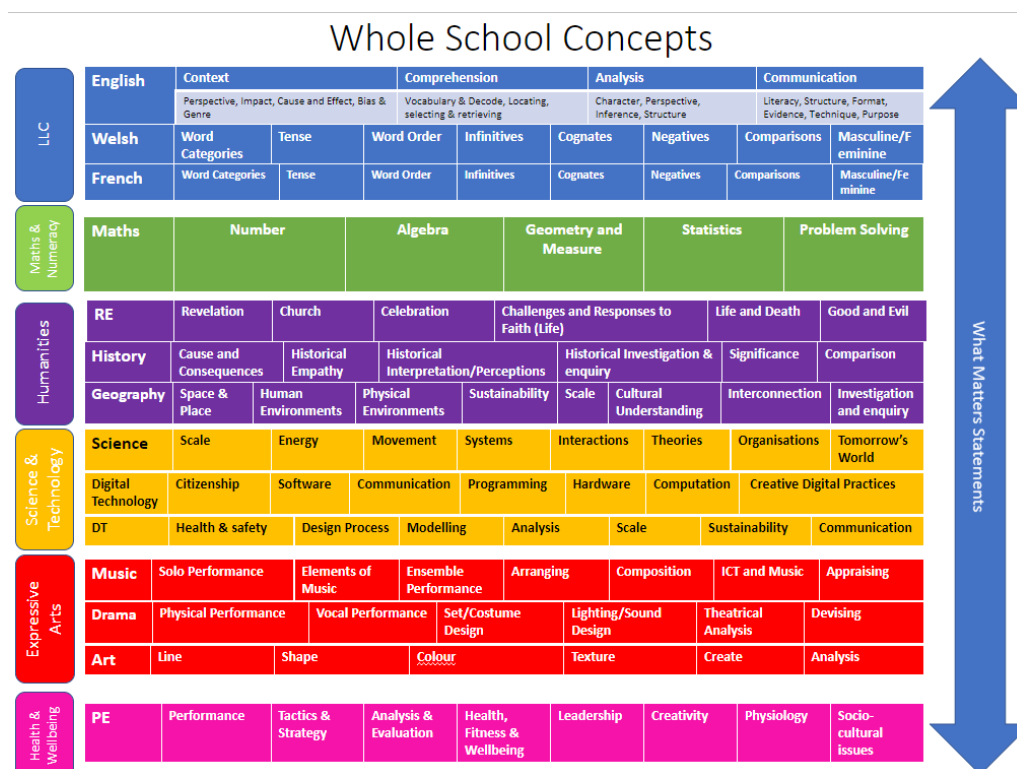 Whole School Concepts
LLC
English Context Comprehension Analysis Communication
Perspective, Impact, Cause and Effect, Bias & Vocabulary & Decode, Locating, Character, Perspective, Literacy, Structure, Format,
Genre selecting & retrieving Inference, Structure Evidence, Technique, Purpose
Welsh Word Tense Word Order Infinitives Cognates Negatives Comparisons Masculine/F
Categories eminine
French Word Categories Tense Word Order Infinitives Cognates Negatives Comparisons Masculine/Fe
minine
Maths &
Numeracy
Maths Number Algebra Geometry and Statistics Problem Solving
Measure
Humanities
RE Revelation Church Celebration Challenges and Responses to Life and Death Good and Evil
Faith (Life)
History Cause and Historical Historical Historical Investigation & Significance Comparison
Consequences Empathy Interpretation/Perceptions enquiry
Geography Space & Human Physical Sustainability Scale Cultural Interconnection Investigation
Place Environments Environments Understanding and enquiry
Science &
Technology
Science Scale Energy Movement Systems Interactions Theories Organisations Tomorrow's
World
Digital Citizenship Software Communication Programming Hardware Computation Creative Digital Practices
Technology
DT Health & safety Design Process Modelling Analysis Scale Sustainability Communication
Expressive
Arts
Music Solo Performance Elements of Ensemble Arranging Composition ICT and Music Appraising
Music Performance
Drama Physical Performance Vocal Performance Set/Costume Lighting/Sound Theatrical Devising
Design Design Analysis
Art Line Shape Colour Texture Create Analysis
Health &
Wellbeing
PE Performance Tactics & Analysis & Health, Leadership Creativity Physiology Socio-
Strategy Evaluation Fitness & cultural
Wellbeing issues
What Matters Statements